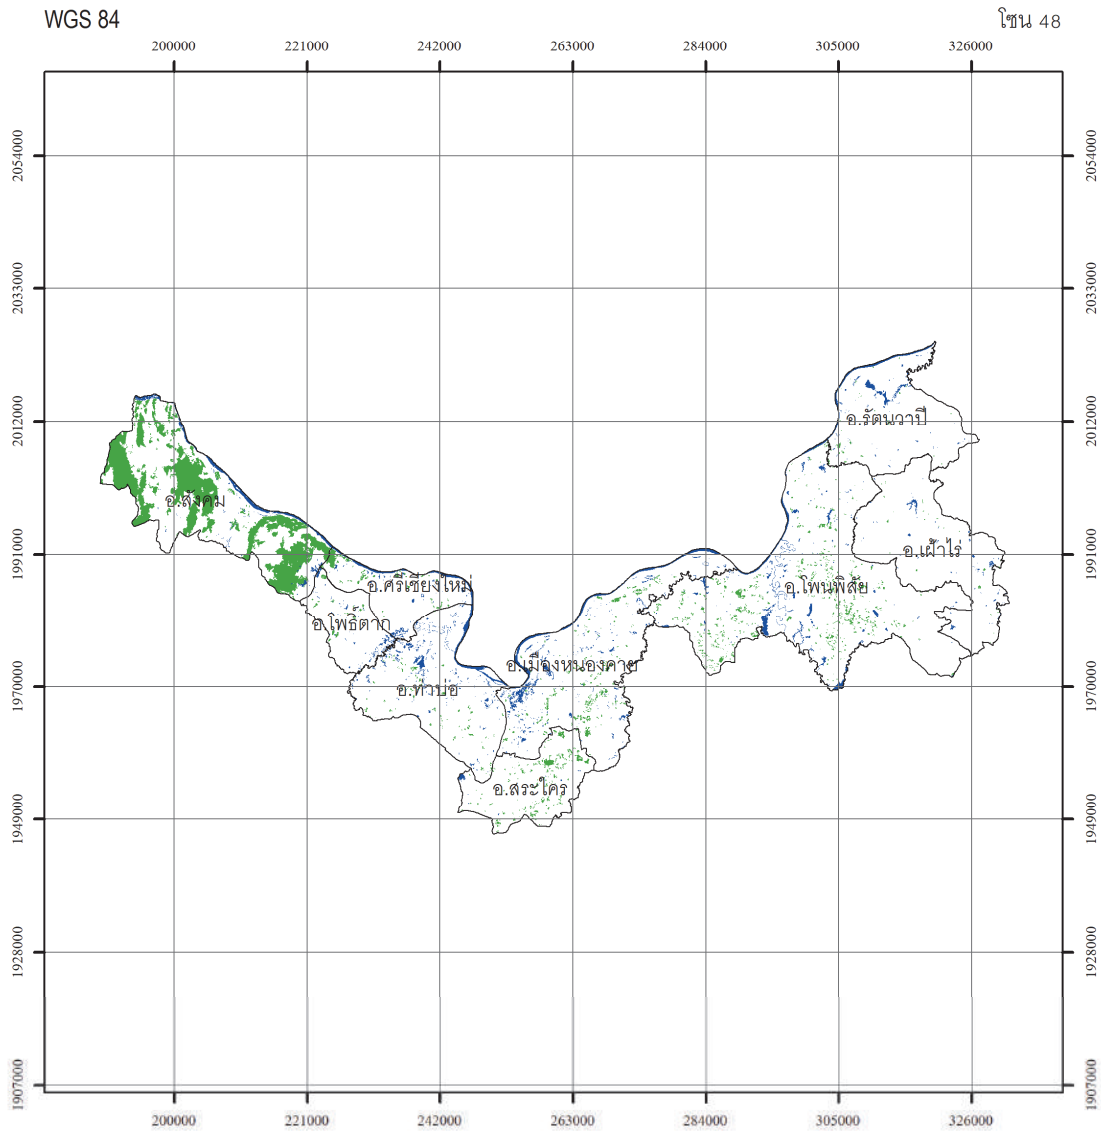 WGS 84 โซน 48
200000 221000 242000 263000 284000 305000 326000
2054000 2054000
2033000 2033000
2012000 2012000
อ.รัตนวาปี
อ.สังคม
1991000 1991000
อ.เฝ้าไร่
อ.ศรีเชียงใหม่ อ.โพนพิสัย
อ.โพธิ์ตาก
อ.เมืองหนองคาย
1970000 อ.ท่าบ่อ 1970000
อ.สระใคร
1949000 1949000
1928000 1928000
1907000 1907000
200000 221000 242000 263000 284000 305000 326000